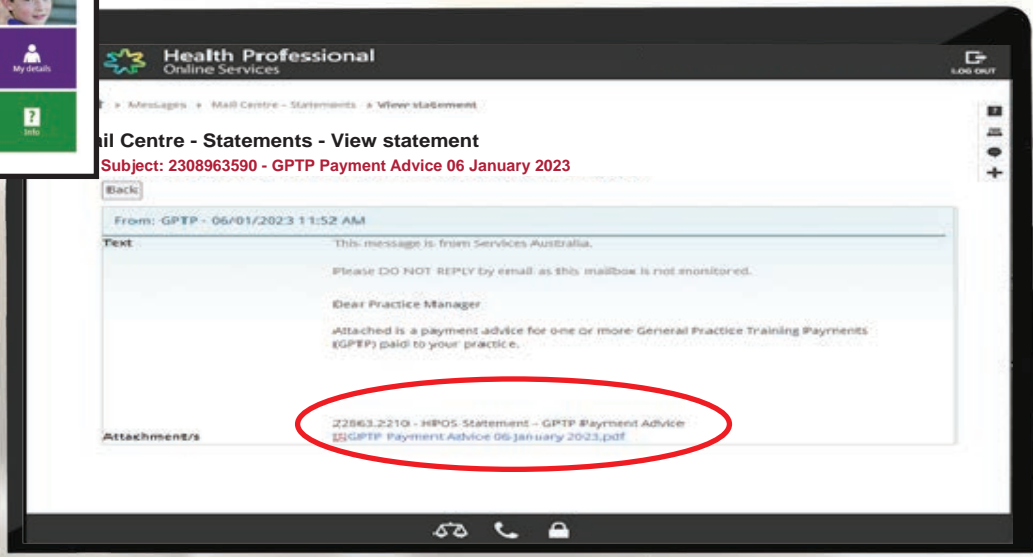 My details
Info
Health Professional
Online Services
LOG OUT
» Messages » Mail Centre - Statements » View statement
il Centre - Statements - View statement
Subject: 2308963590 - GPTP Payment Advice 06 January 2023
Back
From: GPTP - 06/01/2023 11:52 AM
Text
This message is from Services Australia.
Please DO NOT REPLY by email as this mailbox is not monitored.
Dear Practice Manager
Attached is a payment advice for one or more General Practice Training Payments
(GPTP) paid to your practice.
22863.2210 - HPOS Statement - GPTP Payment Advice
Attachment/s
GPTP Payment Advice 06 January 2023.pdf